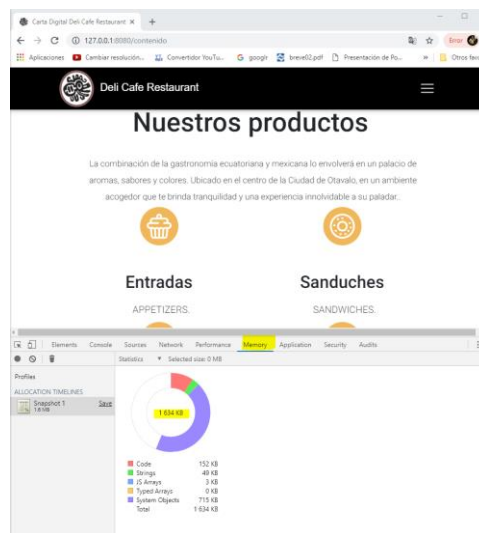 Carta Digital Deli Cafe Restaurant
127.0.0.1:8080/contenido
Error
Aplicaciones Cambiar resolución... Convertidor YouTu... googlr breve02.pdf Presentación de Po... » Otros favo
Deli Cafe Restaurant
Nuestros productos
La combinación de la gastronomía ecuatoriana y mexicana lo envolverá en un palacio de
aromas, sabores y colores. Ubicado en el centro de la Ciudad de Otavalo, en un ambiente
acogedor que te brinda tranquilidad y una experiencia innolvidable a su paladar.
Entradas Sanduches
APPETIZERS. SANDWICHES.
Elements Console Sources Network Performance Memory Application Security Audits
Statistics ▼ Selected size: 0 MB
Profiles
ALLOCATION TIMELINES
Snapshot 1 Save
1 634 KB
Code 152 KB
Strings 49 KB
JS Arrays 3 KB
Typed Arrays 0 KB
System Objects 715 KB
Total 1 634 KB